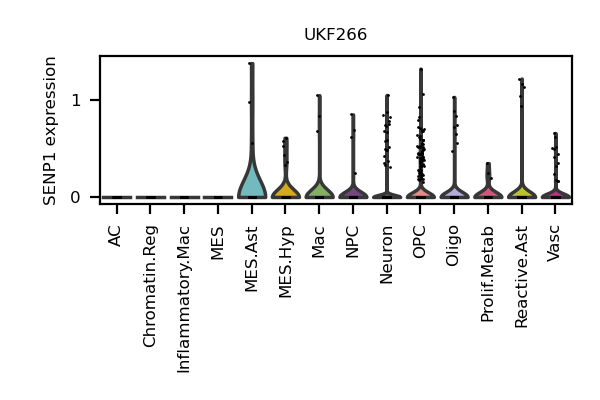 UKF266
SENP1 expression
1
0
AC
Chromatin.Reg
Inflammatory.Mac
MES
MES.Ast
MES.Hyp
Mac
NPC
Neuron
OPC
Oligo
Prolif.Metab
Reactive.Ast
Vasc